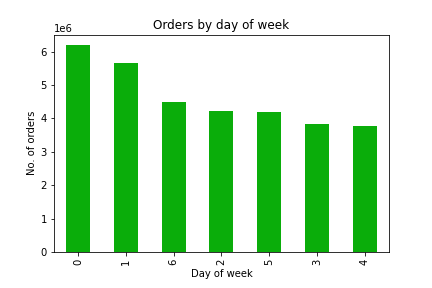 Orders by day of week
1e6
6
5
4
3
2
1
0
No. of orders
0 1 6 2 5 3 4
Day of week